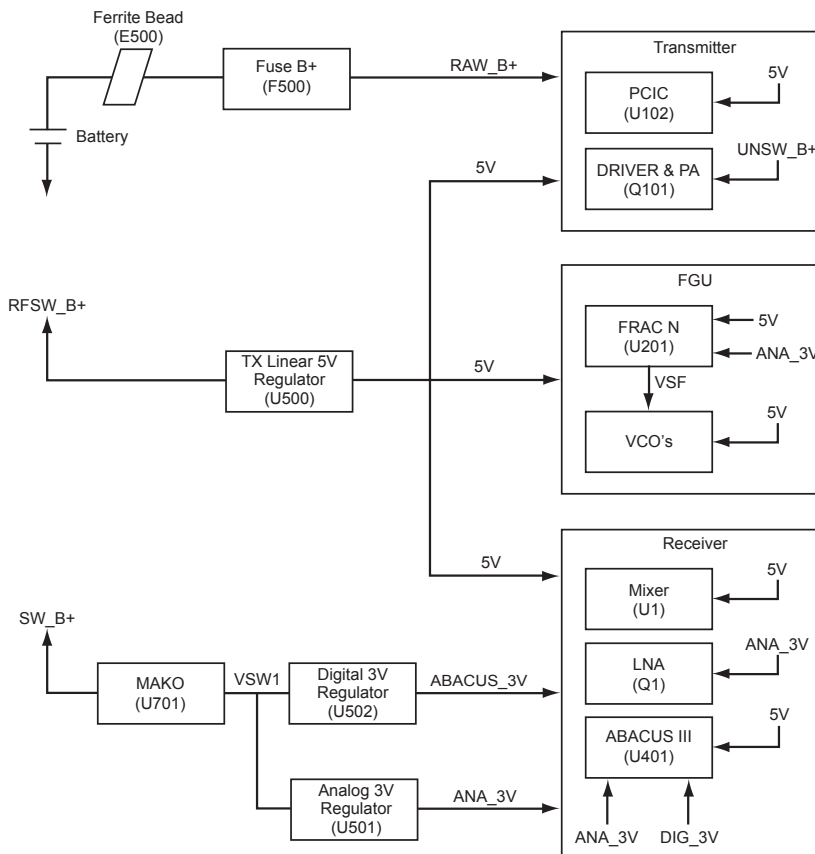 Ferrite Bead
(E500)
Fuse B+
(F500)
RAW_B+
Battery
Transmitter
PCIC
(U102)
5V
DRIVER & PA
(Q101)
UNSW_B+
5V
RFSW_B+
TX Linear 5V
Regulator
(U500)
5V
FGU
FRAC N
(U201)
5V
ANA_3V
VSF
VCO's
5V
5V
Receiver
Mixer
(U1)
5V
LNA
(Q1)
ANA_3V
ABACUS III
(U401)
5V
ANA_3V
DIG_3V
SW_B+
MAKO
(U701)
VSW1
Digital 3V
Regulator
(U502)
ABACUS_3V
Analog 3V
Regulator
(U501)
ANA_3V